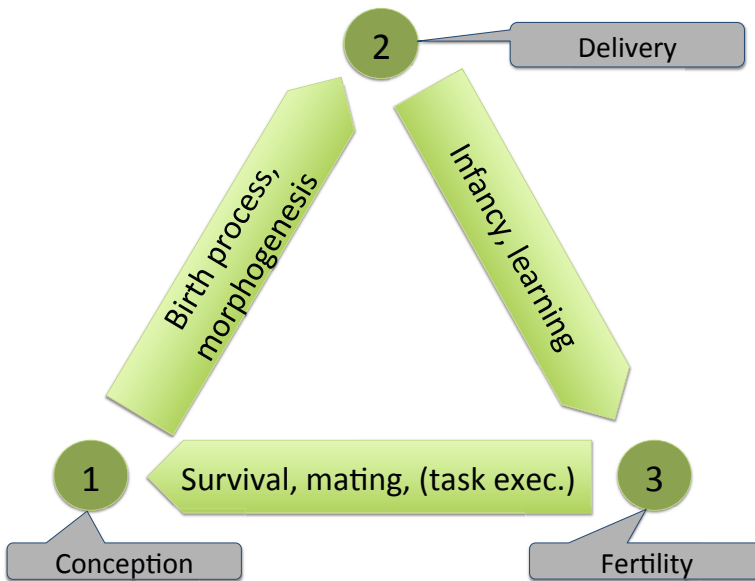 2
Delivery
Birth process,
morphogenesis
Infancy, learning
1
Survival, mating, (task exec.)
3
Conception
Fertility